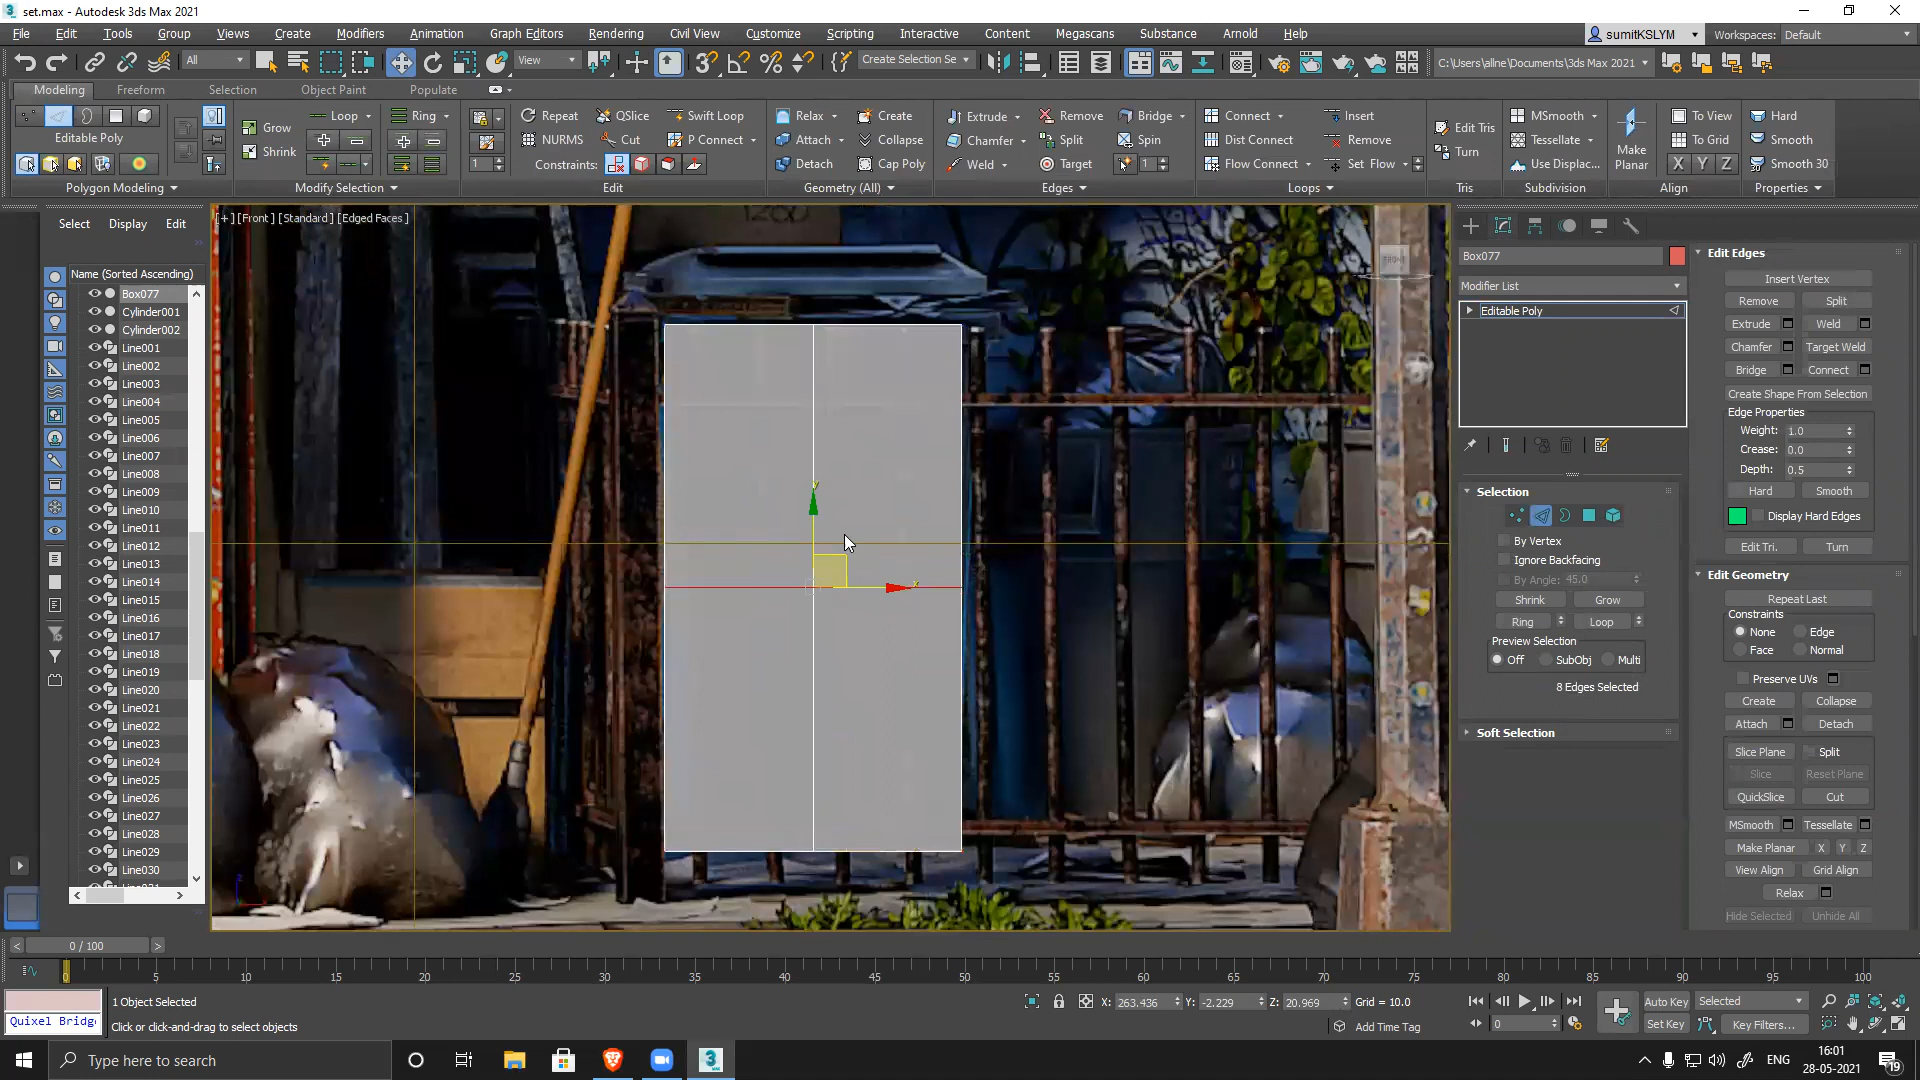 set.max - Autodesk 3ds Max 2021
File Edit Tools Group Views Create Modifiers Animation Graph Editors Rendering Civil View Customize Scripting Interactive Content Megascans Substance Arnold Help
sumitKSLYM Workspaces: Default
All View Create Selection Se C:\Users\allne\Documents\3ds Max 2021
Modeling Freeform Selection Object Paint Populate
Loop Ring Repeat QSlice Swift Loop Relax Create Extrude Remove Bridge Connect Insert MSmooth To View Hard
Editable Poly Grow NURMS Cut P Connect Attach Collapse Chamfer Split Spin Dist Connect Remove Edit Tris Tessellate Make Planar To Grid Smooth
Shrink 1 Constraints: Detach Cap Poly Weld Target 1 Flow Connect Set Flow Turn Use Displac... X Y Z Smooth 30
Polygon Modeling Modify Selection Edit Geometry (All) Edges Loops Tris Subdivision Align Properties
Select Display Edit
[+] [Front] [Standard] [Edged Faces]
1200
FRONT
Name (Sorted Ascending)
Box077
Cylinder001
Cylinder002
Line001
Line002
Line003
Line004
Line005
Line006
Line007
Line008
Line009
Line010
Line011
Line012
Line013
Line014
Line015
Line016
Line017
Line018
Line019
Line020
Line021
Line022
Line023
Line024
Line025
Line026
Line027
Line028
Line029
Line030
y
x
z
Box077
Modifier List
Editable Poly
Selection
By Vertex
Ignore Backfacing
By Angle: 45.0
Shrink Grow
Ring Loop
Preview Selection
Off SubObj Multi
8 Edges Selected
Soft Selection
Edit Edges
Insert Vertex
Remove Split
Extrude Weld
Chamfer Target Weld
Bridge Connect
Create Shape From Selection
Edge Properties
Weight: 1.0
Crease: 0.0
Depth: 0.5
Hard Smooth
Display Hard Edges
Edit Tri. Turn
Edit Geometry
Repeat Last
Constraints
None Edge
Face Normal
Preserve UVs
Create Collapse
Attach Detach
Slice Plane Split
Slice Reset Plane
QuickSlice Cut
MSmooth Tessellate
Make Planar X Y Z
View Align Grid Align
Relax
Hide Selected Unhide All
< 0 / 100 >
0 5 10 15 20 25 30 35 40 45 50 55 60 65 70 75 80 85 90 95 100
1 Object Selected X: 263.436 Y: -2.229 Z: 20.969 Grid = 10.0 Auto Key Selected
Quixel Bridg Click or click-and-drag to select objects Add Time Tag 0 Set Key Key Filters...
Type here to search ENG 16:01
28-05-2021
19